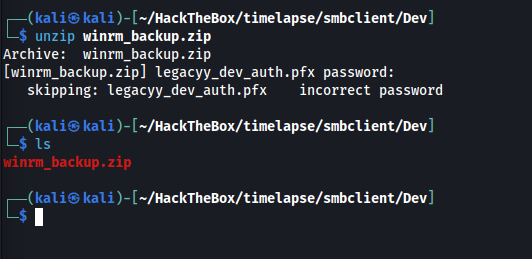 ┌──(kali㉿kali)-[~/HackTheBox/timelapse/smbclient/Dev]
└─$ unzip winrm_backup.zip
Archive:  winrm_backup.zip
[winrm_backup.zip] legacyy_dev_auth.pfx password:
   skipping: legacyy_dev_auth.pfx    incorrect password
┌──(kali㉿kali)-[~/HackTheBox/timelapse/smbclient/Dev]
└─$ ls
winrm_backup.zip
┌──(kali㉿kali)-[~/HackTheBox/timelapse/smbclient/Dev]
└─$